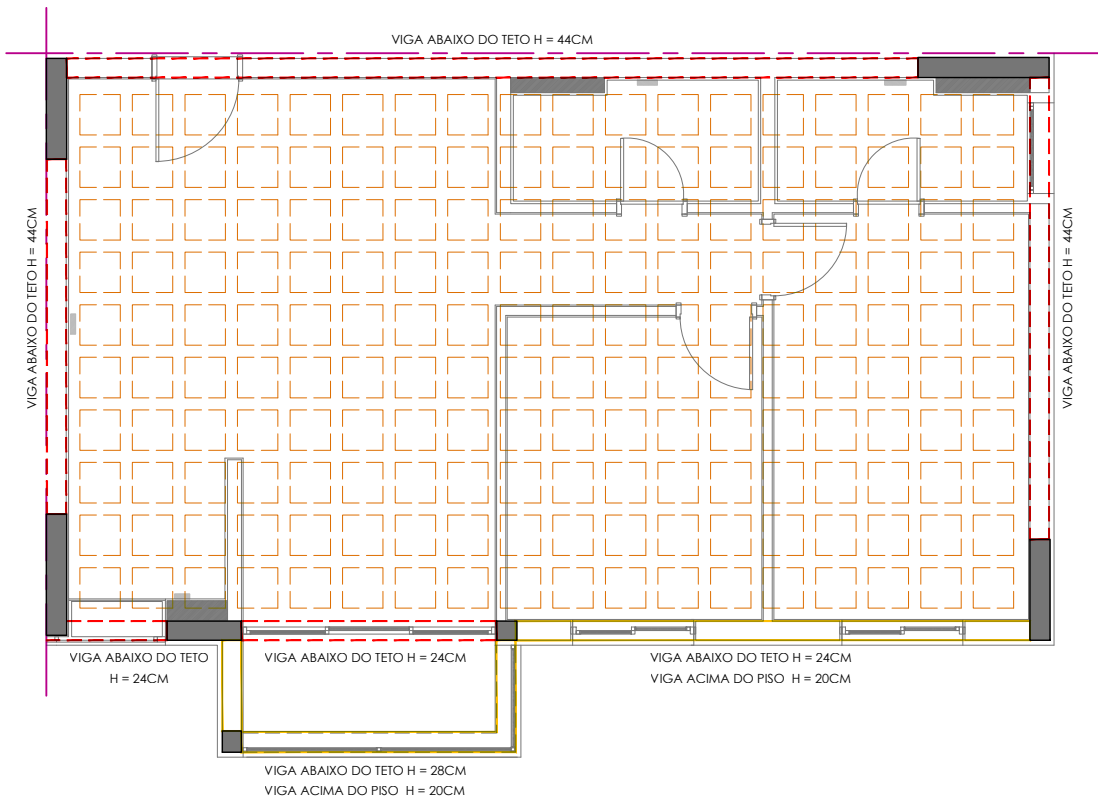 VIGA ABAIXO DO TETO H = 44CM
VIGA ABAIXO DO TETO H = 44CM
VIGA ABAIXO DO TETO H = 44CM
VIGA ABAIXO DO TETO
H = 24CM
VIGA ABAIXO DO TETO H = 24CM
VIGA ABAIXO DO TETO H = 24CM
VIGA ACIMA DO PISO H = 20CM
VIGA ABAIXO DO TETO H = 28CM
VIGA ACIMA DO PISO H = 20CM